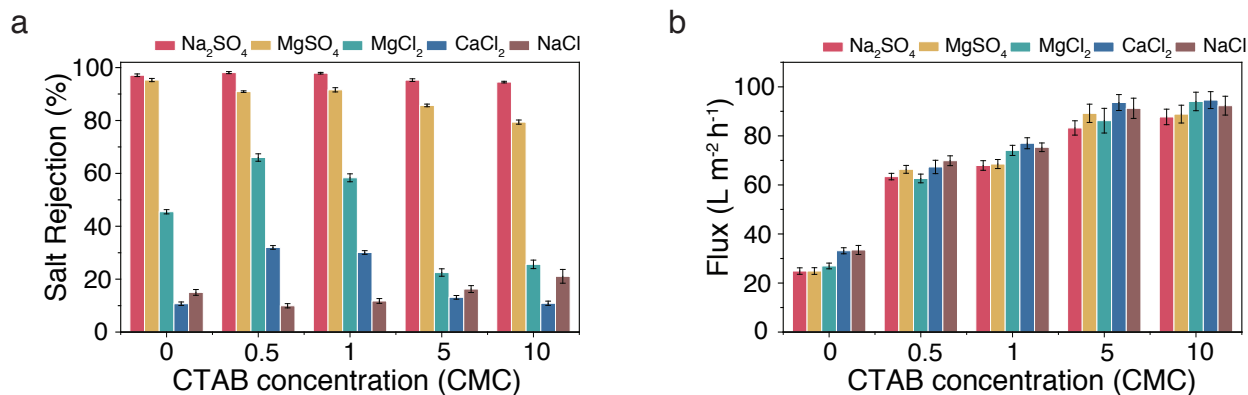 a
Na₂SO₄ MgSO₄ MgCl₂ CaCl₂ NaCl
Salt Rejection (%)
100
80
60
40
20
0
0 0.5 1 5 10
CTAB concentration (CMC)
b
Na₂SO₄ MgSO₄ MgCl₂ CaCl₂ NaCl
Flux (L m⁻² h⁻¹)
100
80
60
40
20
0
0 0.5 1 5 10
CTAB concentration (CMC)